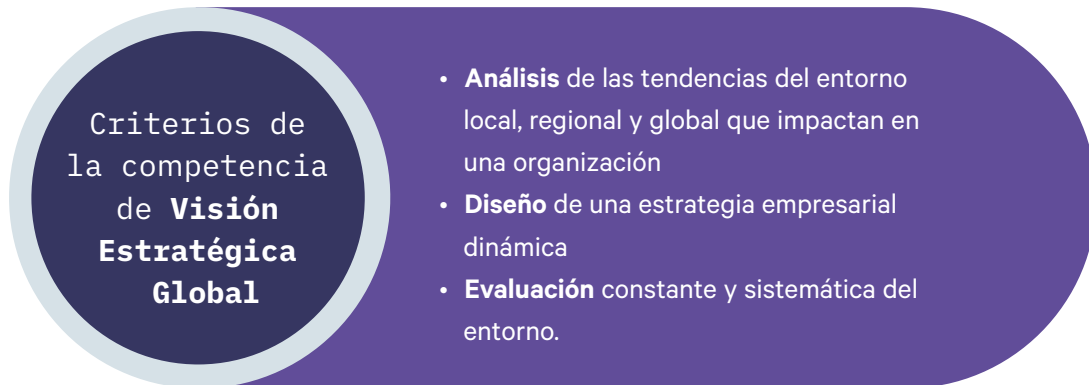 Criterios de
la competencia
de Visión
Estratégica
Global
• Análisis de las tendencias del entorno
local, regional y global que impactan en
una organización
• Diseño de una estrategia empresarial
dinámica
• Evaluación constante y sistemática del
entorno.